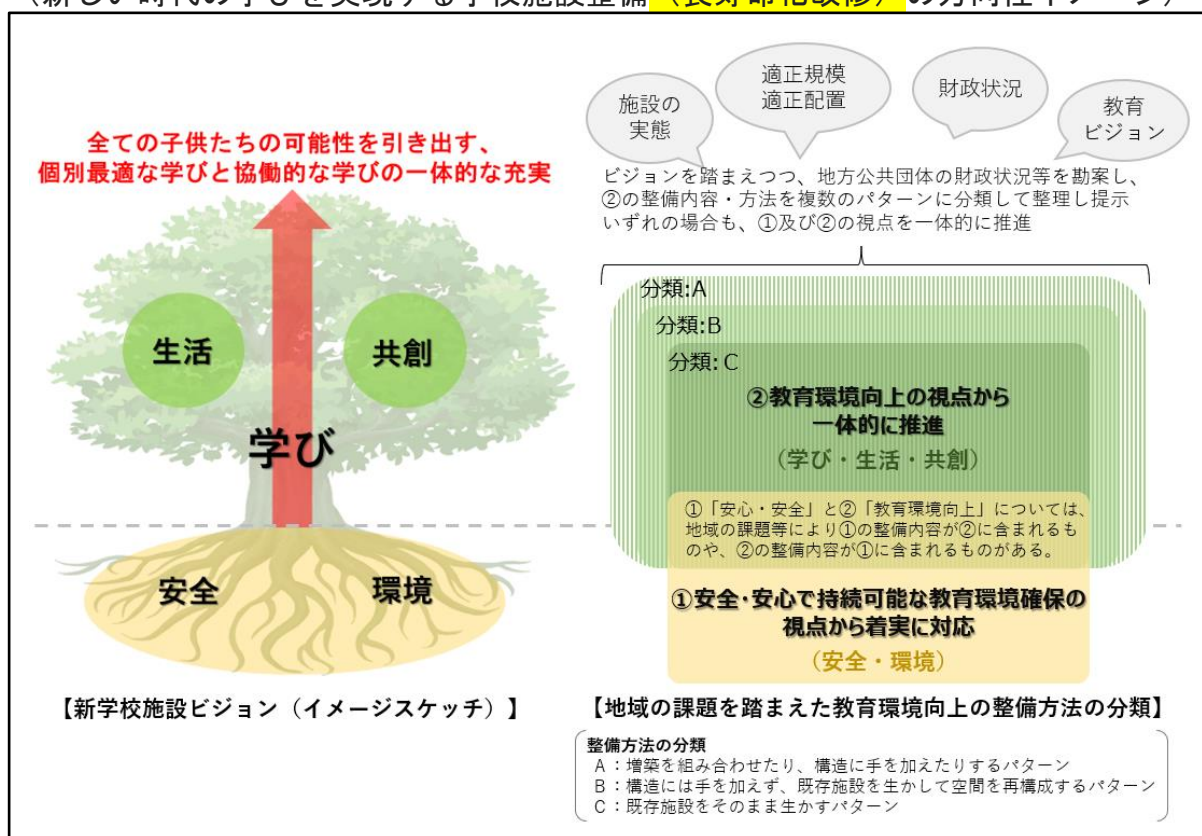 （新しい時代の学びを実現する学校施設整備（長寿命化改修）の方向性イメージ）
全ての子供たちの可能性を引き出す、
個別最適な学びと協働的な学びの一体的な充実
生活
共創
学び
安全
環境
【新学校施設ビジョン（イメージスケッチ）】
施設の
実態
適正規模
適正配置
財政状況
教育
ビジョン
ビジョンを踏まえつつ、地方公共団体の財政状況等を勘案し、
②の整備内容・方法を複数のパターンに分類して整理し提示
いずれの場合も、①及び②の視点を一体的に推進
分類:A
分類:B
分類:C
②教育環境向上の視点から
一体的に推進
（学び・生活・共創）
①「安心・安全」と②「教育環境向上」については、
地域の課題等により①の整備内容が②に含まれるも
のや、②の整備内容が①に含まれるものがある。
①安全・安心で持続可能な教育環境確保の
視点から着実に対応
（安全・環境）
【地域の課題を踏まえた教育環境向上の整備方法の分類】
整備方法の分類
A：増築を組み合わせたり、構造に手を加えたりするパターン
B：構造には手を加えず、既存施設を生かして空間を再構成するパターン
C：既存施設をそのまま生かすパターン